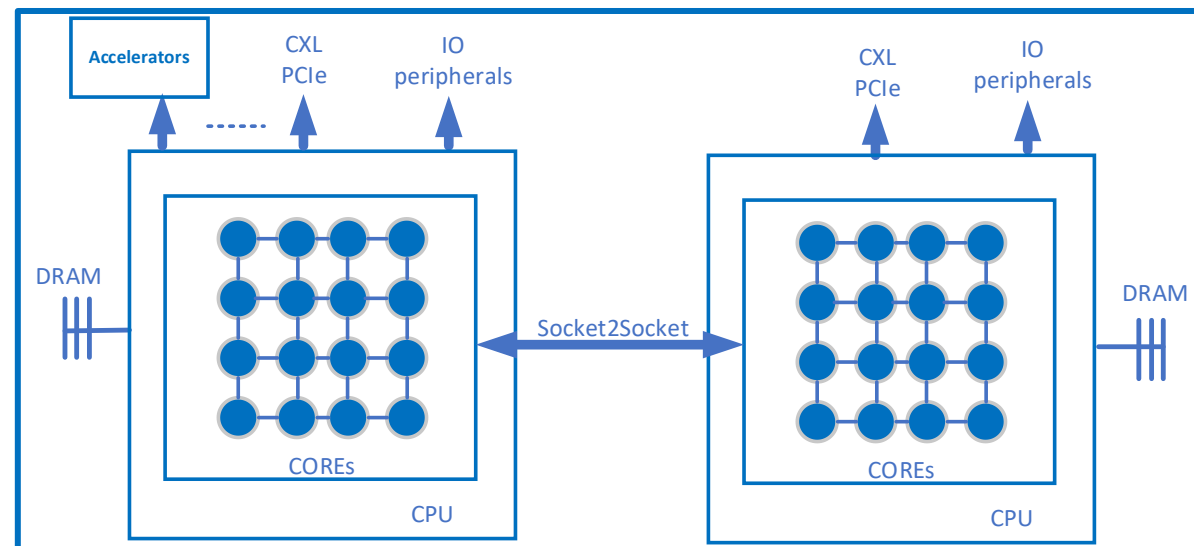 Accelerators
CXL
PCIe
IO
peripherals
CXL
PCIe
IO
peripherals
DRAM
Socket2Socket
DRAM
COREs
CPU
COREs
CPU